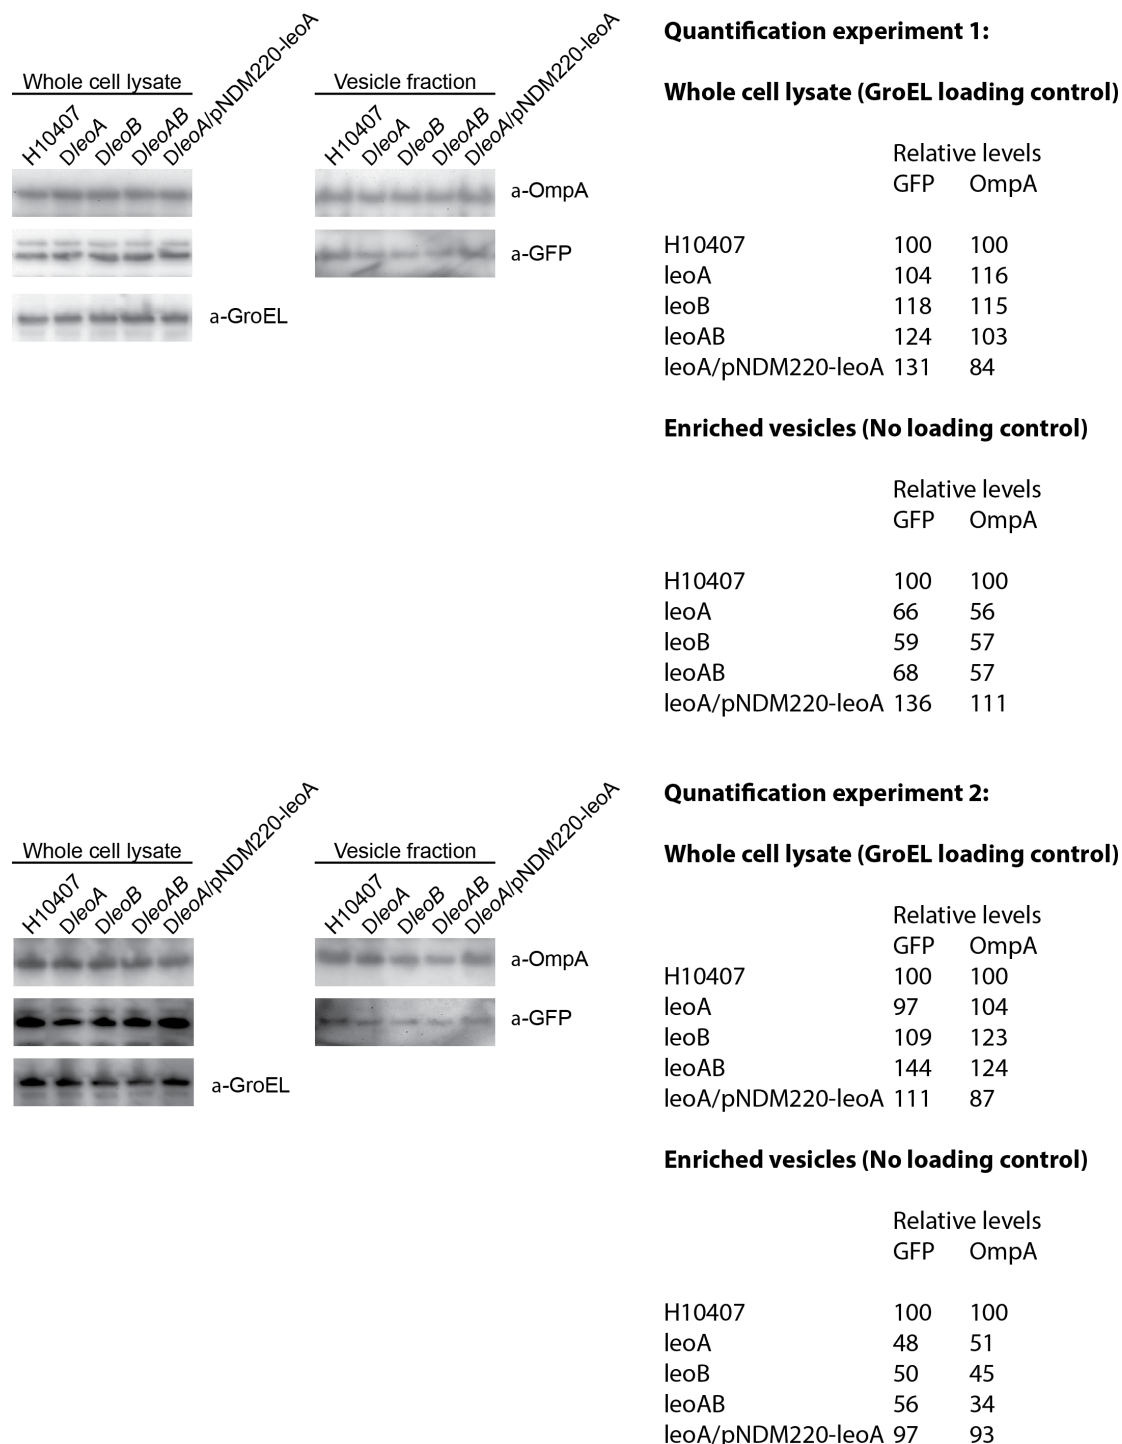 Whole cell lysate
H10407
DleoA
DleoB
DleoAB
DleoA/pNDM220-leoA
Vesicle fraction
H10407
DleoA
DleoB
DleoAB
DleoA/pNDM220-leoA
a-OmpA
a-GFP
a-GroEL
Quantification experiment 1:
Whole cell lysate (GroEL loading control)
Relative levels
GFP OmpA
H10407 100 100
leoA 104 116
leoB 118 115
leoAB 124 103
leoA/pNDM220-leoA 131 84
Enriched vesicles (No loading control)
Relative levels
GFP OmpA
H10407 100 100
leoA 66 56
leoB 59 57
leoAB 68 57
leoA/pNDM220-leoA 136 111
Whole cell lysate
H10407
DleoA
DleoB
DleoAB
DleoA/pNDM220-leoA
Vesicle fraction
H10407
DleoA
DleoB
DleoAB
DleoA/pNDM220-leoA
a-OmpA
a-GFP
a-GroEL
Qunatification experiment 2:
Whole cell lysate (GroEL loading control)
Relative levels
GFP OmpA
H10407 100 100
leoA 97 104
leoB 109 123
leoAB 144 124
leoA/pNDM220-leoA 111 87
Enriched vesicles (No loading control)
Relative levels
GFP OmpA
H10407 100 100
leoA 48 51
leoB 50 45
leoAB 56 34
leoA/pNDM220-leoA 97 93